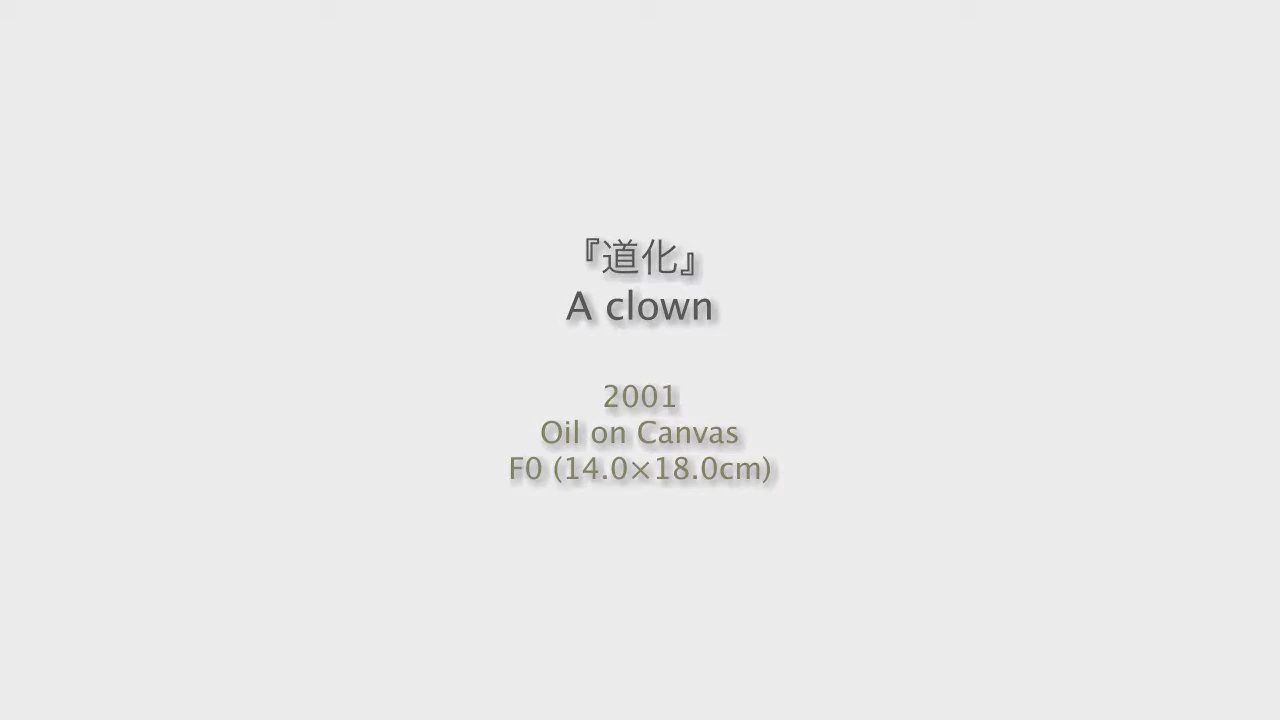 『道化』
A clown
2001
Oil on Canvas
F0 (14.0×18.0cm)